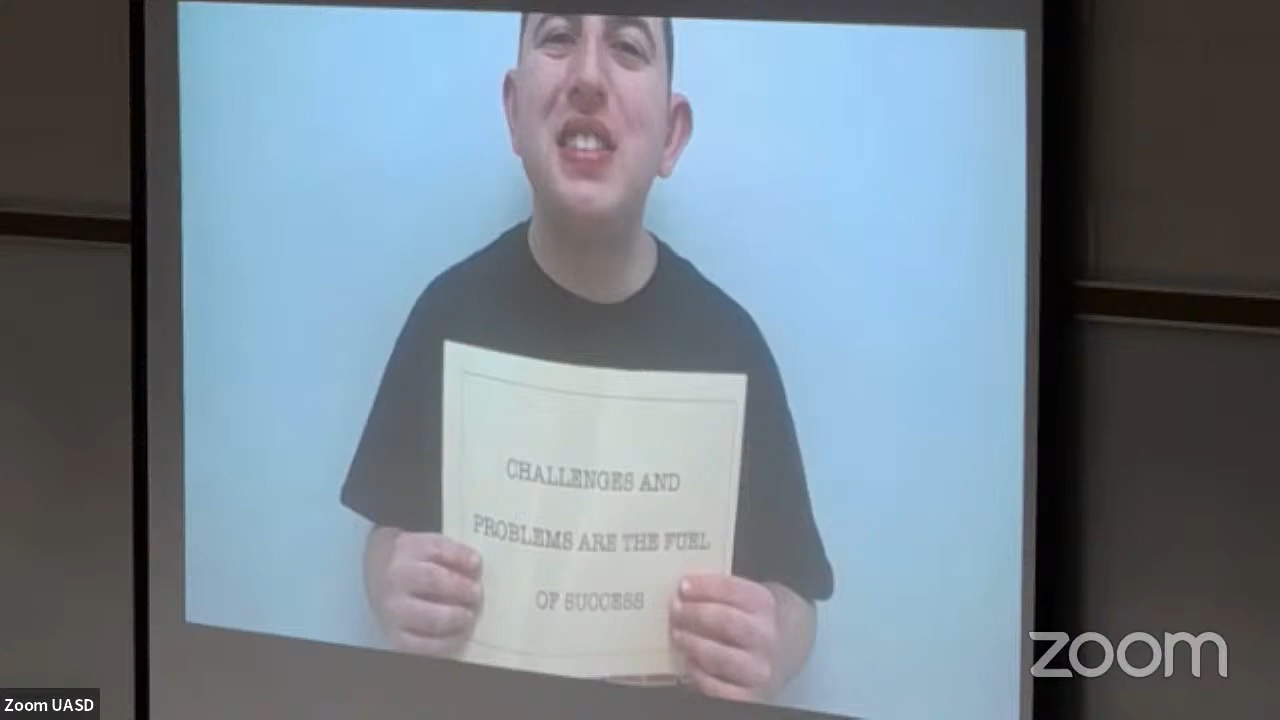 CHALLENGES AND
PROBLEMS ARE THE FUEL
OF SUCCESS
zoom
Zoom UASD